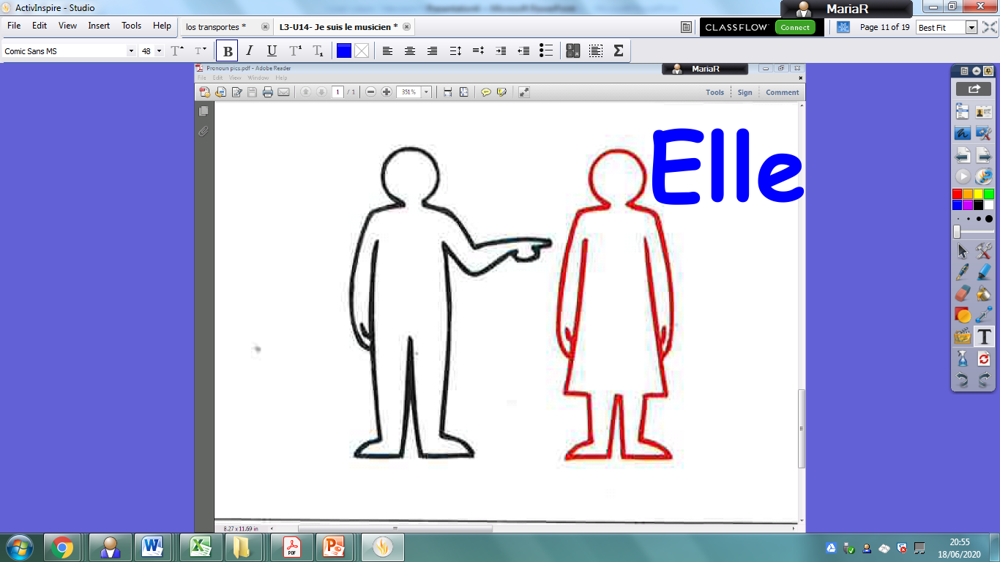 ActivInspire - Studio
MariaR
File Edit View Insert Tools Help
los transportes *
L3-U14- Je suis le musicien *
CLASSFLOW Connect
Page 11 of 19
Best Fit
Comic Sans MS
48
T T B I U T¹ T₁ Σ
Pronoun pics.pdf - Adobe Reader
MariaR
File Edit View Window Help
1 / 1
351%
Tools Sign Comment
Elle
T
8.27 x 11.69 in
PDF
20:55
18/06/2020